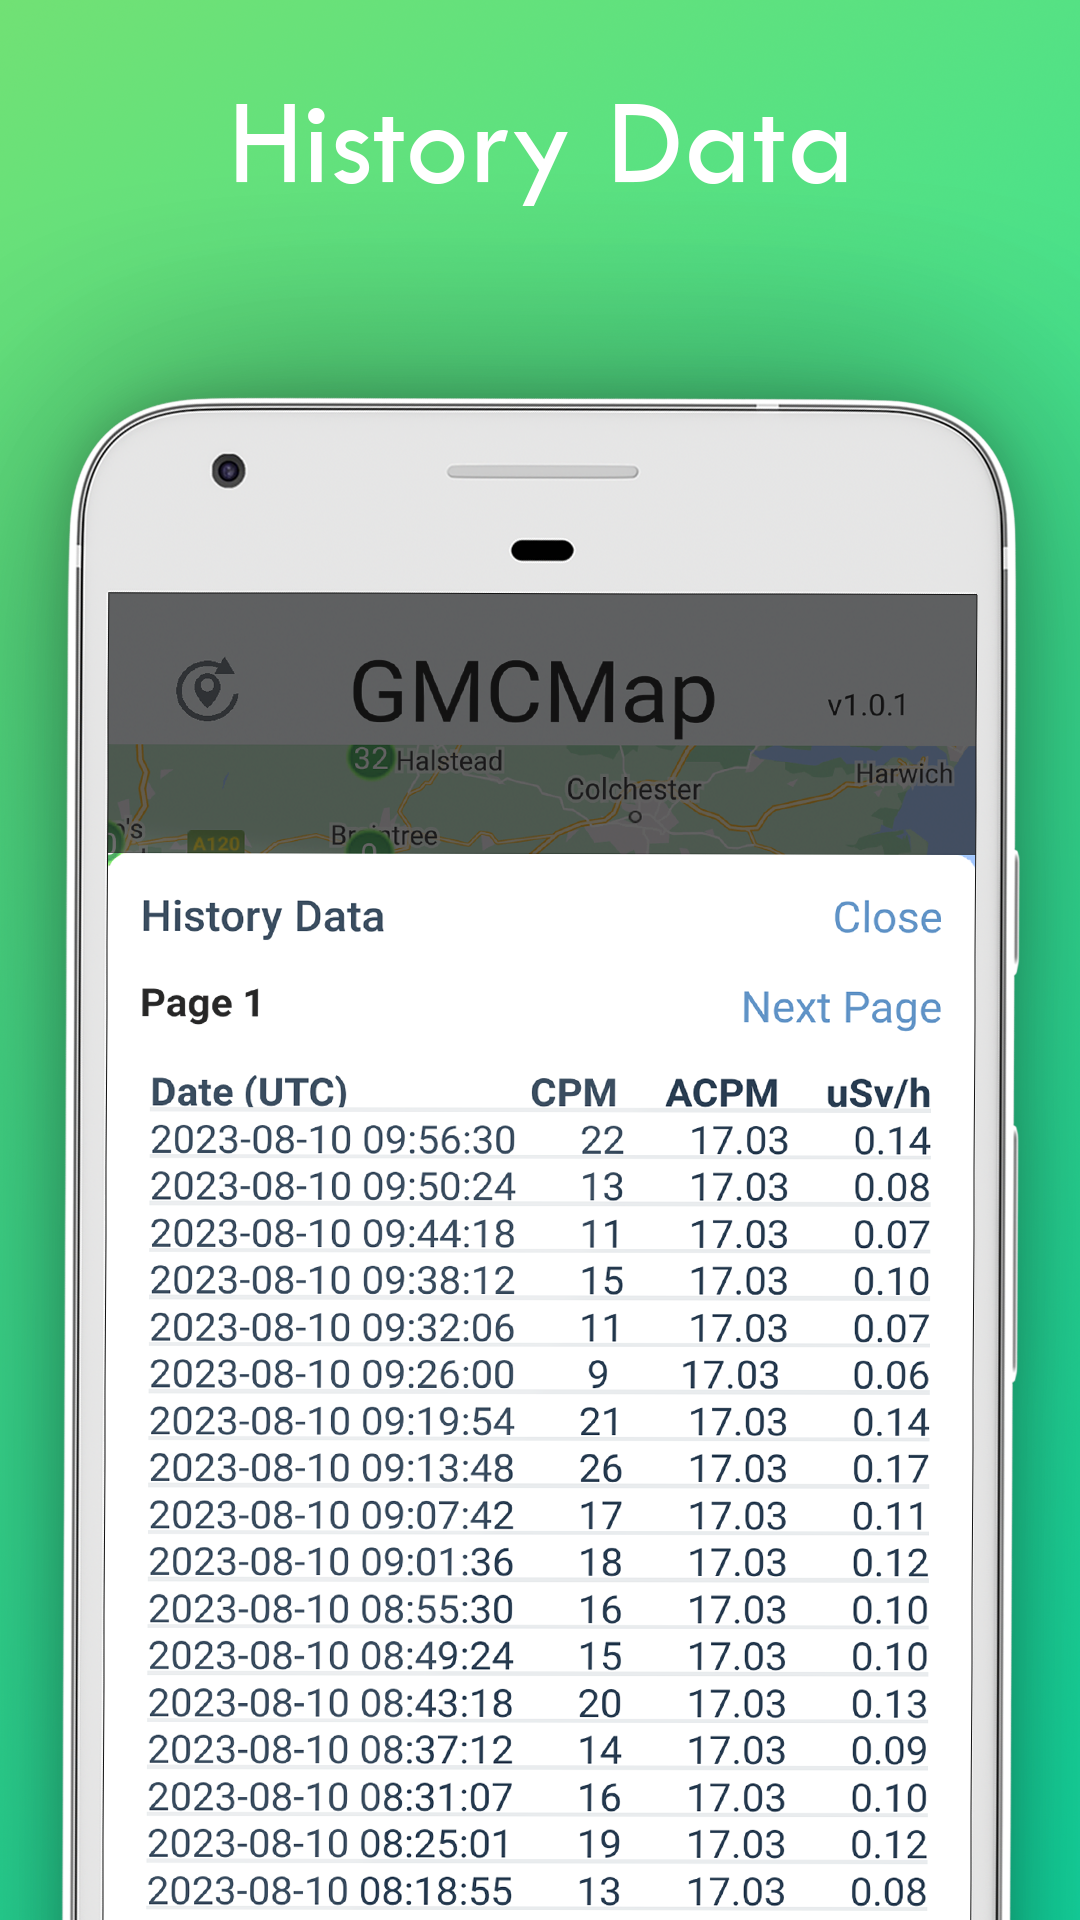 History Data
GMCMap v1.0.1
32 Halstead
Colchester
Harwich
's
A120
Braintree
History Data Close
Page 1 Next Page
Date (UTC) CPM ACPM uSv/h
2023-08-10 09:56:30 22 17.03 0.14
2023-08-10 09:50:24 13 17.03 0.08
2023-08-10 09:44:18 11 17.03 0.07
2023-08-10 09:38:12 15 17.03 0.10
2023-08-10 09:32:06 11 17.03 0.07
2023-08-10 09:26:00 9 17.03 0.06
2023-08-10 09:19:54 21 17.03 0.14
2023-08-10 09:13:48 26 17.03 0.17
2023-08-10 09:07:42 17 17.03 0.11
2023-08-10 09:01:36 18 17.03 0.12
2023-08-10 08:55:30 16 17.03 0.10
2023-08-10 08:49:24 15 17.03 0.10
2023-08-10 08:43:18 20 17.03 0.13
2023-08-10 08:37:12 14 17.03 0.09
2023-08-10 08:31:07 16 17.03 0.10
2023-08-10 08:25:01 19 17.03 0.12
2023-08-10 08:18:55 13 17.03 0.08